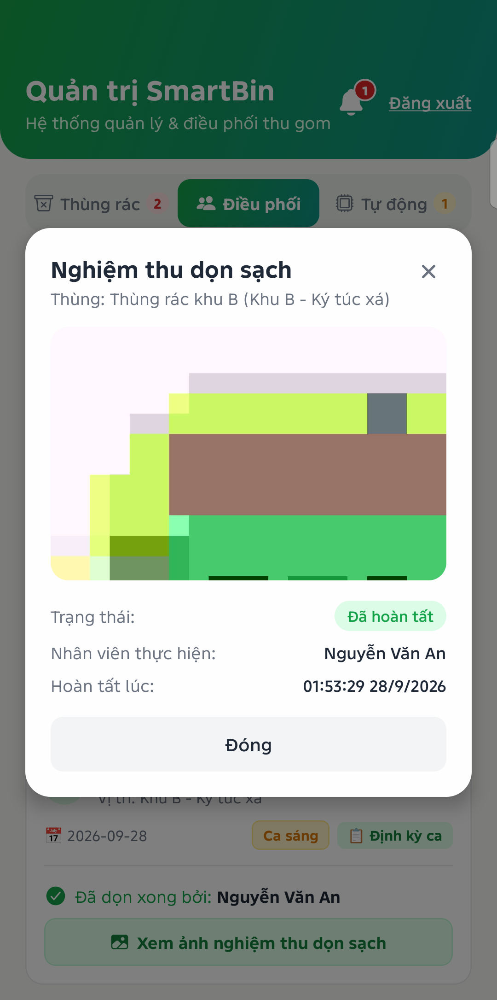 Quản trị SmartBin
1
Đăng xuất
Hệ thống quản lý & điều phối thu gom
Thùng rác 2
Điều phối
Tự động 1
Nghiệm thu dọn sạch
Thùng: Thùng rác khu B (Khu B - Ký túc xá)
Trạng thái:
Đã hoàn tất
Nhân viên thực hiện:
Nguyễn Văn An
Hoàn tất lúc:
01:53:29 28/9/2026
Đóng
Vị trí: Khu B - Ký túc xá
July 17 2026-09-28
Ca sáng
Định kỳ ca
Đã dọn xong bởi: Nguyễn Văn An
Xem ảnh nghiệm thu dọn sạch